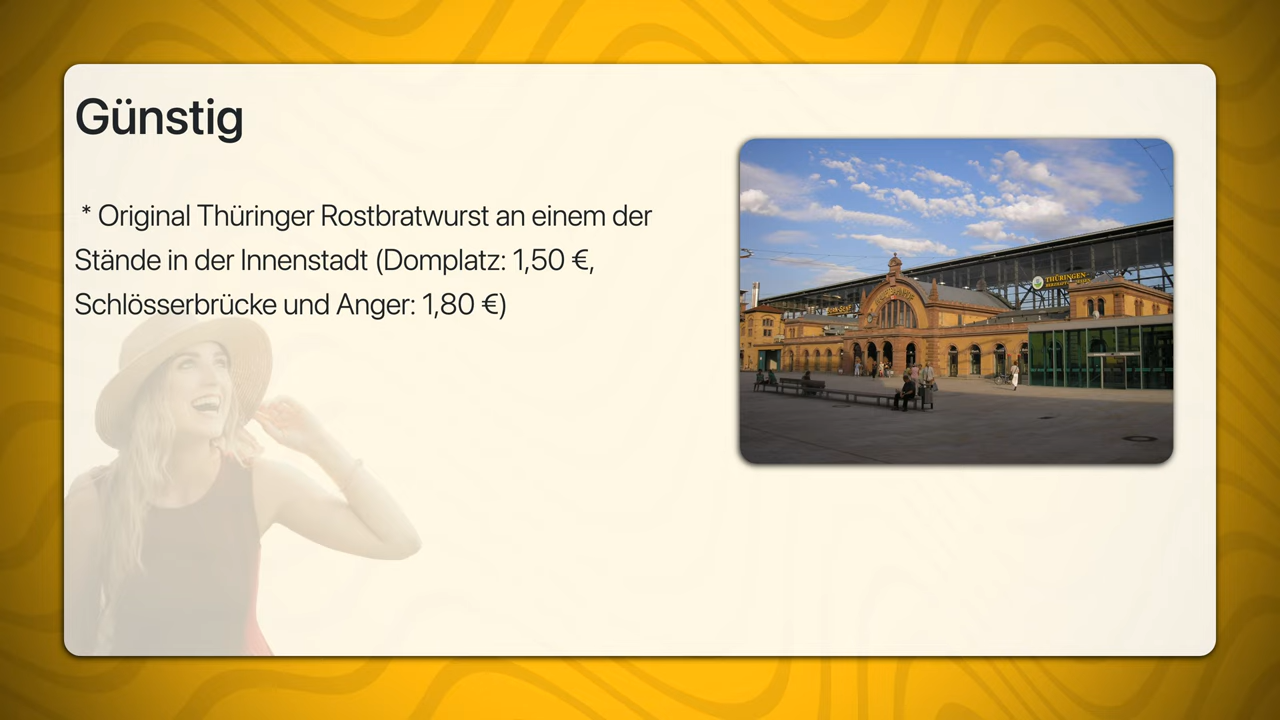 Günstig
* Original Thüringer Rostbratwurst an einem der
Stände in der Innenstadt (Domplatz: 1,50 €,
Schlösserbrücke und Anger: 1,80 €)
THÜRINGEN